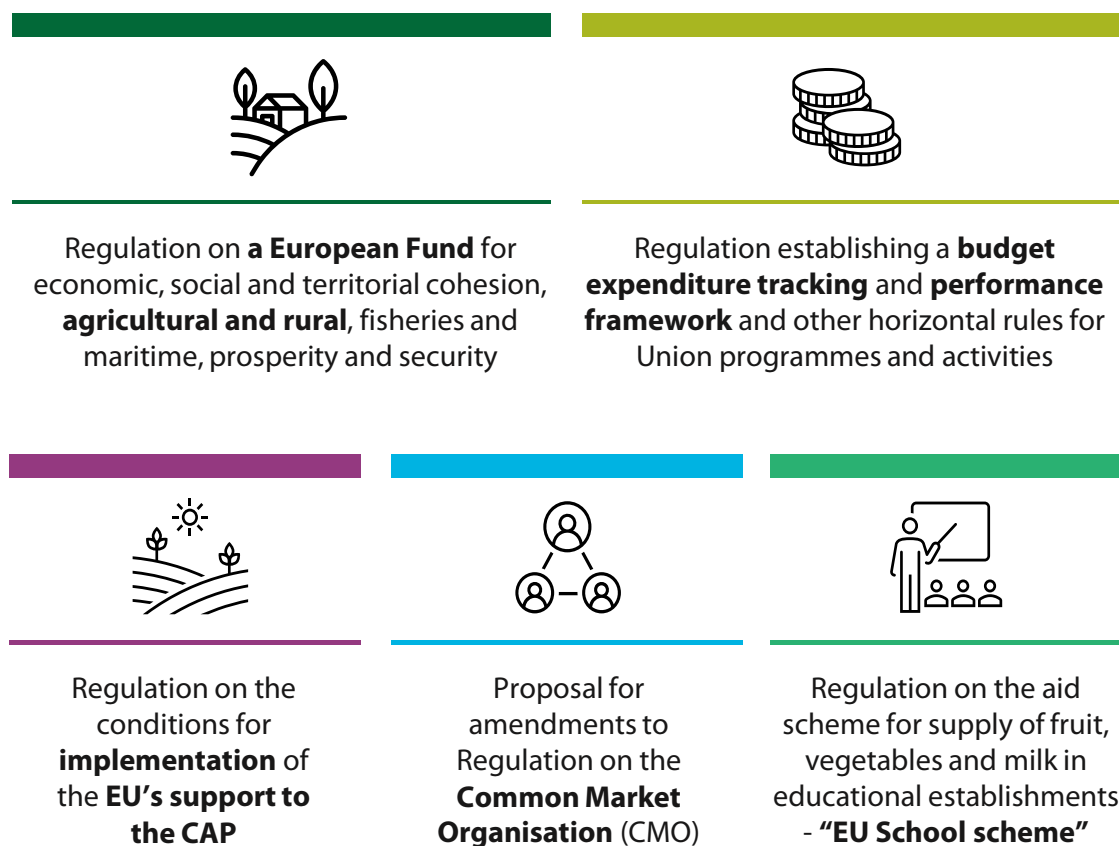 Regulation on a European Fund for
economic, social and territorial cohesion,
agricultural and rural, fisheries and
maritime, prosperity and security
Regulation establishing a budget
expenditure tracking and performance
framework and other horizontal rules for
Union programmes and activities
Regulation on the
conditions for
implementation of
the EU’s support to
the CAP
Proposal for
amendments to
Regulation on the
Common Market
Organisation (CMO)
Regulation on the aid
scheme for supply of fruit,
vegetables and milk in
educational establishments
- “EU School scheme”